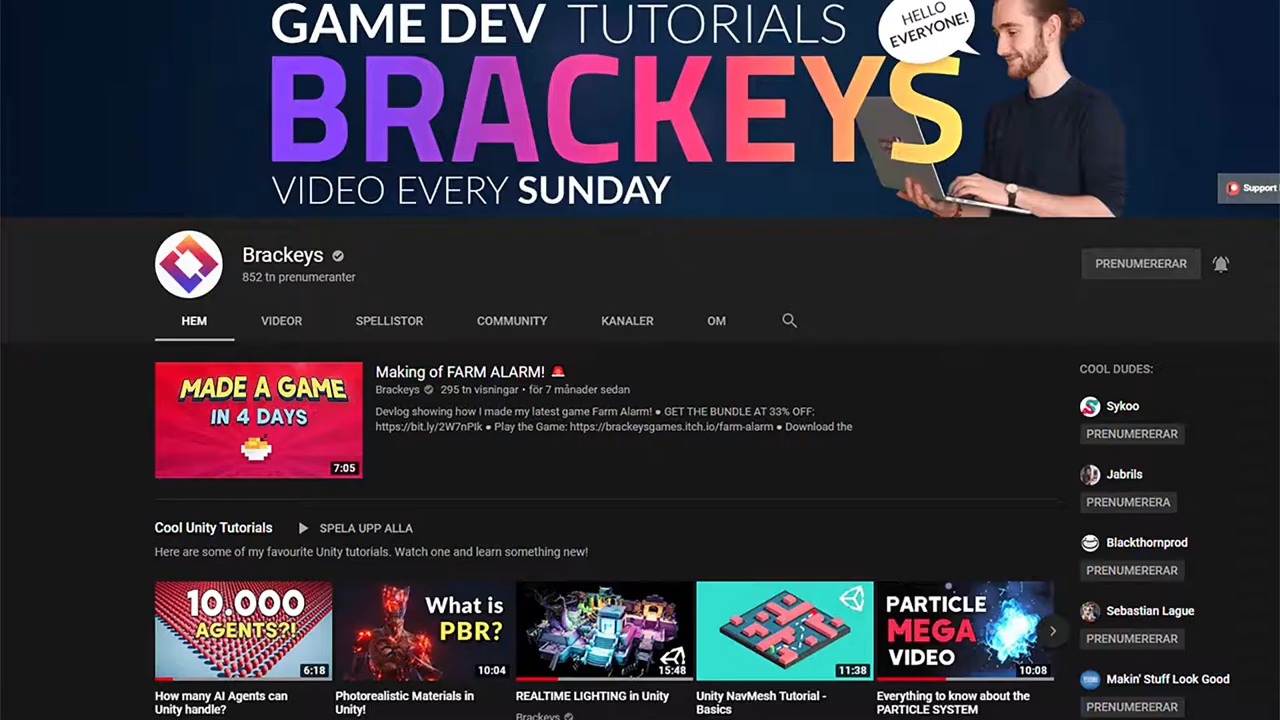 GAME DEV TUTORIALS
HELLO
EVERYONE!
BRACKEYS
VIDEO EVERY SUNDAY
Support
Brackeys
852 tn prenumeranter
PRENUMERERAR
HEM VIDEOR SPELLISTOR COMMUNITY KANALER OM
MADE A GAME
IN 4 DAYS
7:05
Making of FARM ALARM! 🚨
Brackeys 295 tn visningar • för 7 månader sedan
Devlog showing how I made my latest game Farm Alarm! ● GET THE BUNDLE AT 33% OFF:
https://bit.ly/2W7nPIk ● Play the Game: https://brackeysgames.itch.io/farm-alarm ● Download the
COOL DUDES:
Sykoo
PRENUMERERAR
Jabrils
PRENUMERERA
Blackthornprod
PRENUMERERAR
Sebastian Lague
PRENUMERERAR
Makin' Stuff Look Good
PRENUMERERAR
Cool Unity Tutorials SPELA UPP ALLA
Here are some of my favourite Unity tutorials. Watch one and learn something new!
10.000
AGENTS?!
6:18
How many AI Agents can
Unity handle?
What is
PBR?
10:04
Photorealistic Materials in
Unity!
15:48
REALTIME LIGHTING in Unity
Brackeys
11:38
Unity NavMesh Tutorial -
Basics
PARTICLE
MEGA
VIDEO
10:08
Everything to know about the
PARTICLE SYSTEM